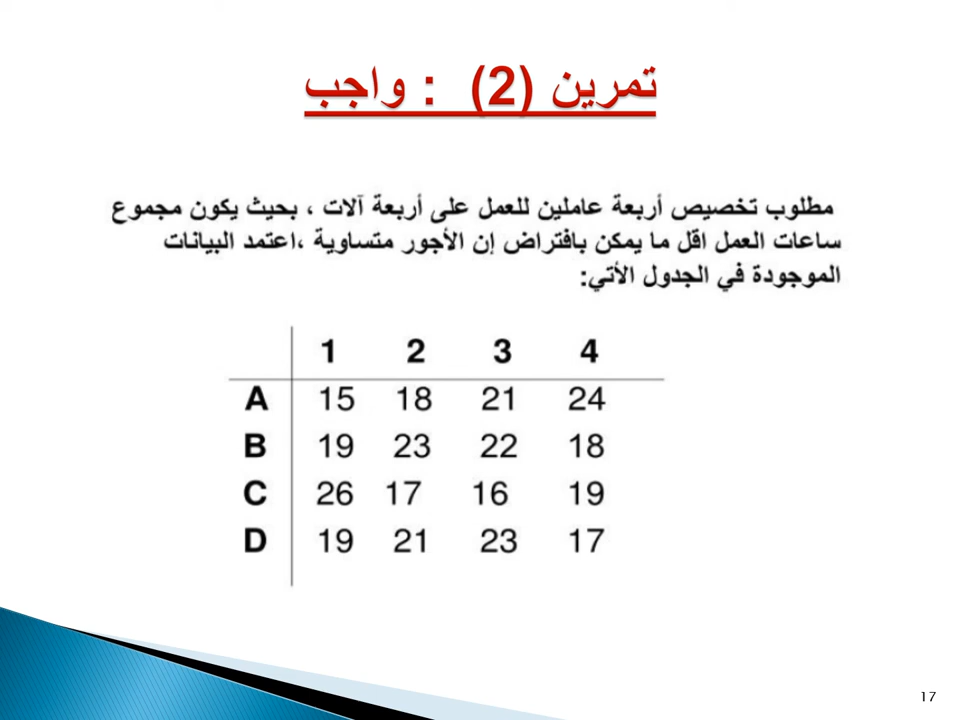 تمرين (2) : واجب
مطلوب تخصيص أربعة عاملين للعمل على أربعة آلات ، بحيث يكون مجموع
ساعات العمل اقل ما يمكن بافتراض إن الأجور متساوية ،اعتمد البيانات
الموجودة في الجدول الأتي:
1 2 3 4
A 15 18 21 24
B 19 23 22 18
C 26 17 16 19
D 19 21 23 17
17